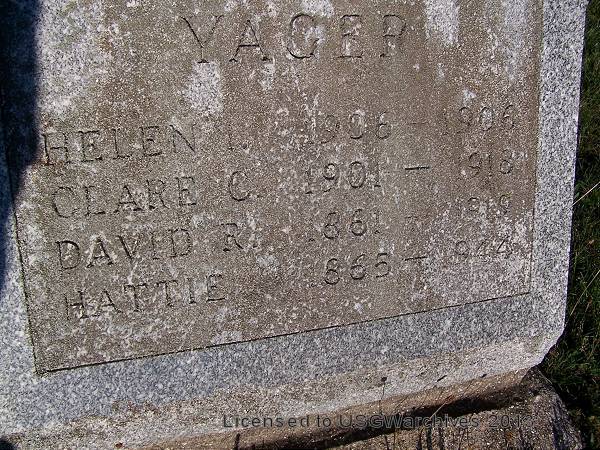 YAGER
HELEN I. 1906 - 1906
CLARE C. 1901 - 1918
DAVID R. 1861 - 1919
HATTIE 1865 - 1944
Licensed to USGWarchives